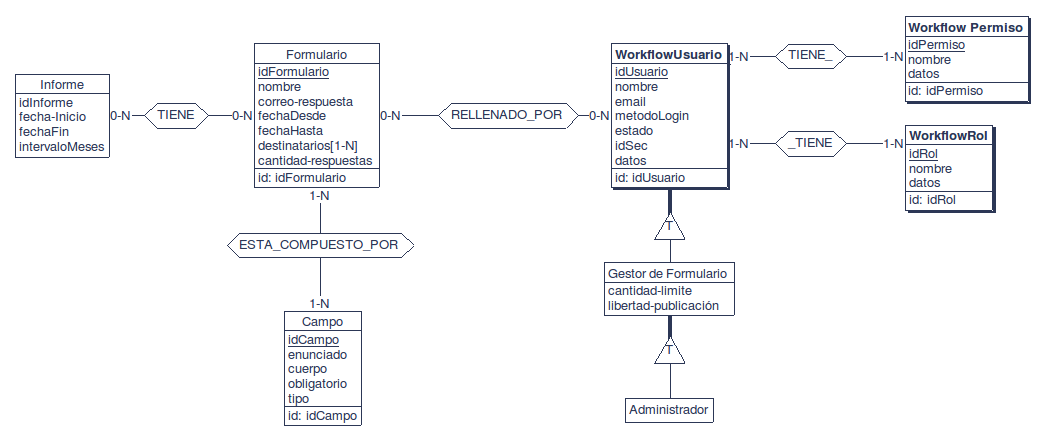 Informe
idInforme
fecha-Inicio
fechaFin
intervaloMeses
0-N
TIENE
0-N
Formulario
idFormulario
nombre
correo-respuesta
fechaDesde
fechaHasta
destinatarios[1-N]
cantidad-respuestas
id: idFormulario
0-N
RELLENADO_POR
0-N
WorkflowUsuario
idUsuario
nombre
email
metodoLogin
estado
idSec
datos
id: idUsuario
1-N
TIENE_
1-N
Workflow Permiso
idPermiso
nombre
datos
id: idPermiso
1-N
_TIENE
1-N
WorkflowRol
idRol
nombre
datos
id: idRol
1-N
ESTA_COMPUESTO_POR
1-N
Campo
idCampo
enunciado
cuerpo
obligatorio
tipo
id: idCampo
T
Gestor de Formulario
cantidad-limite
libertad-publicación
T
Administrador